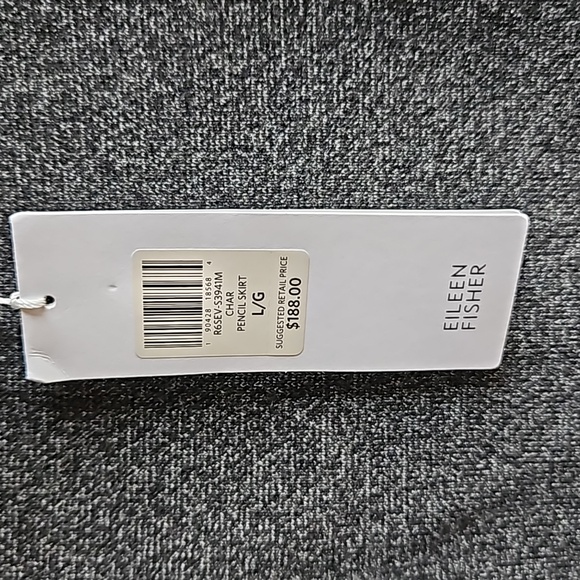 1 90428 18568 4
R6SEV-S3941M
CHAR
PENCIL SKIRT
L/G
SUGGESTED RETAIL PRICE
$188.00
EILEEN
FISHER